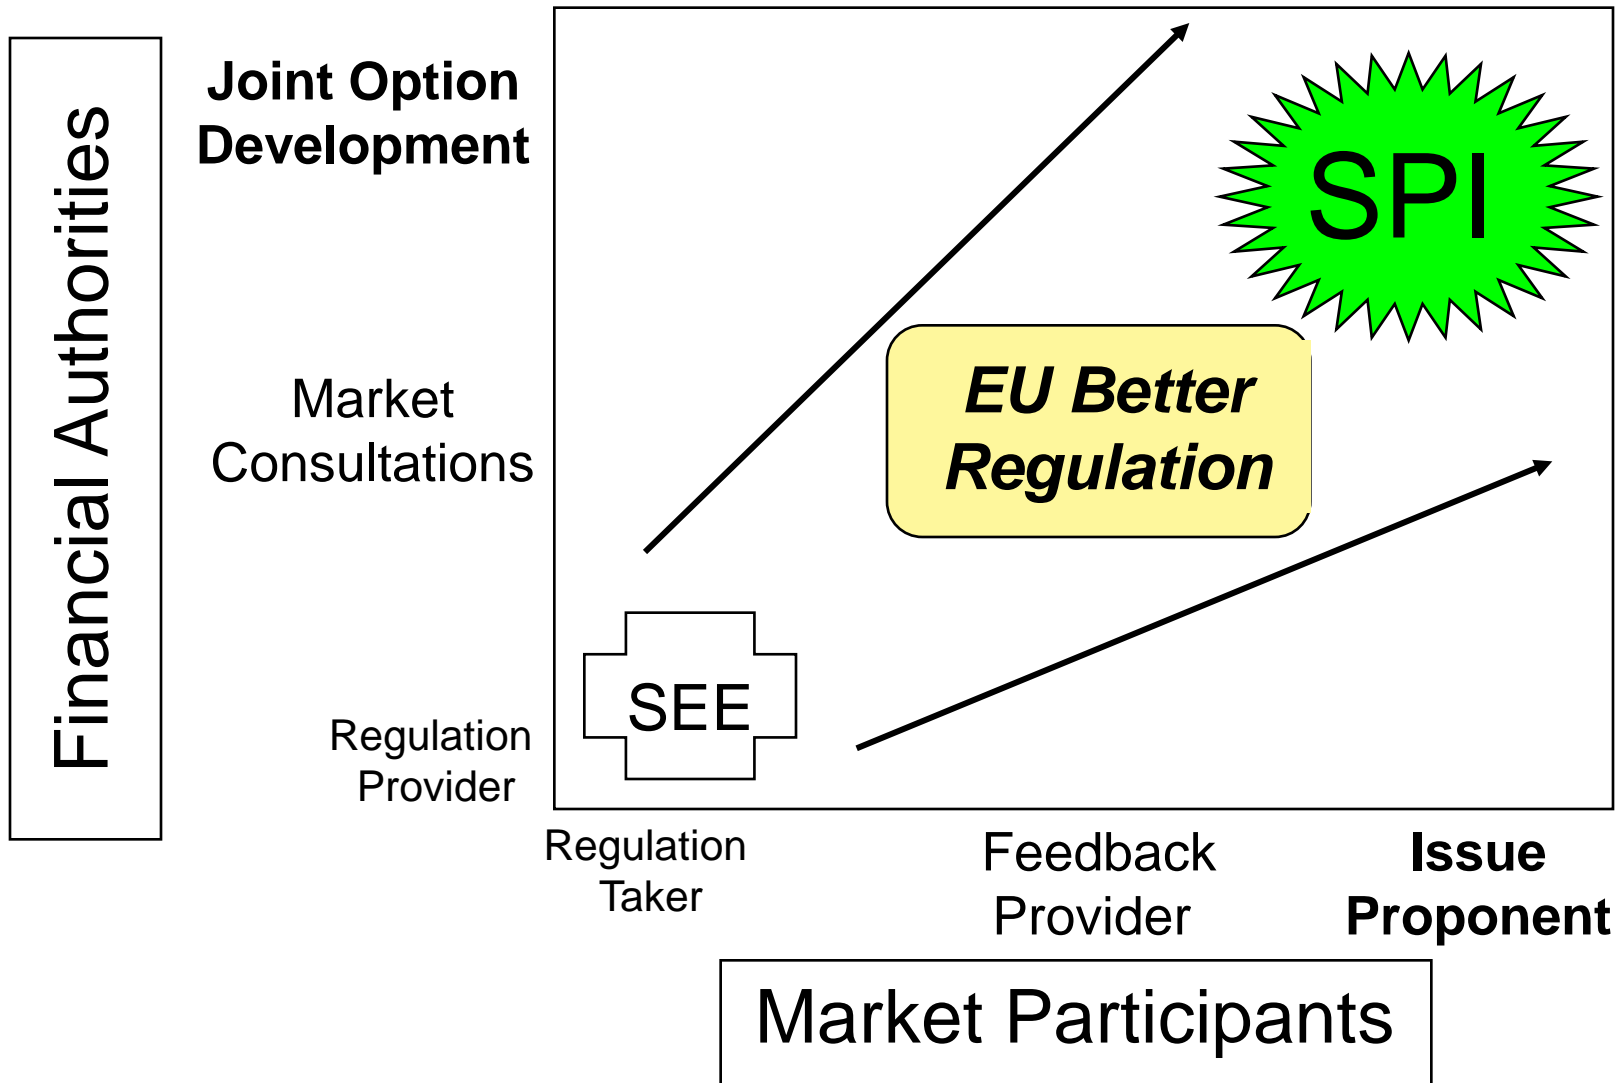 Financial Authorities
Joint Option
Development
Market
Consultations
Regulation
Provider
SPI
EU Better
Regulation
SEE
Regulation
Taker
Feedback
Provider
Issue
Proponent
Market Participants